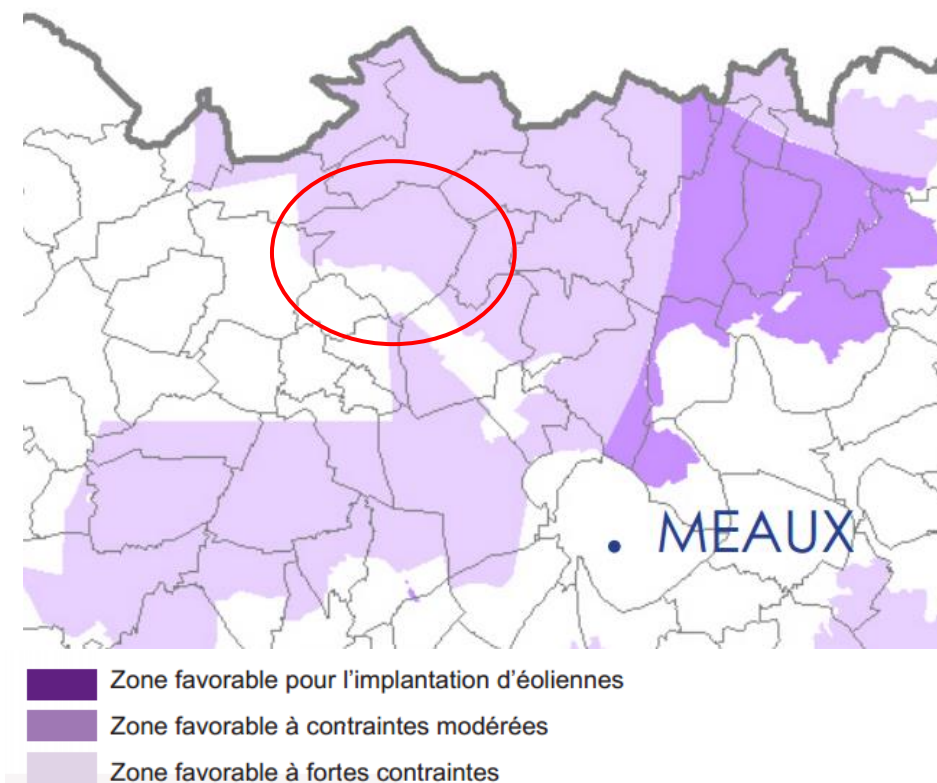 MEAUX
Zone favorable pour l’implantation d’éoliennes
Zone favorable à contraintes modérées
Zone favorable à fortes contraintes